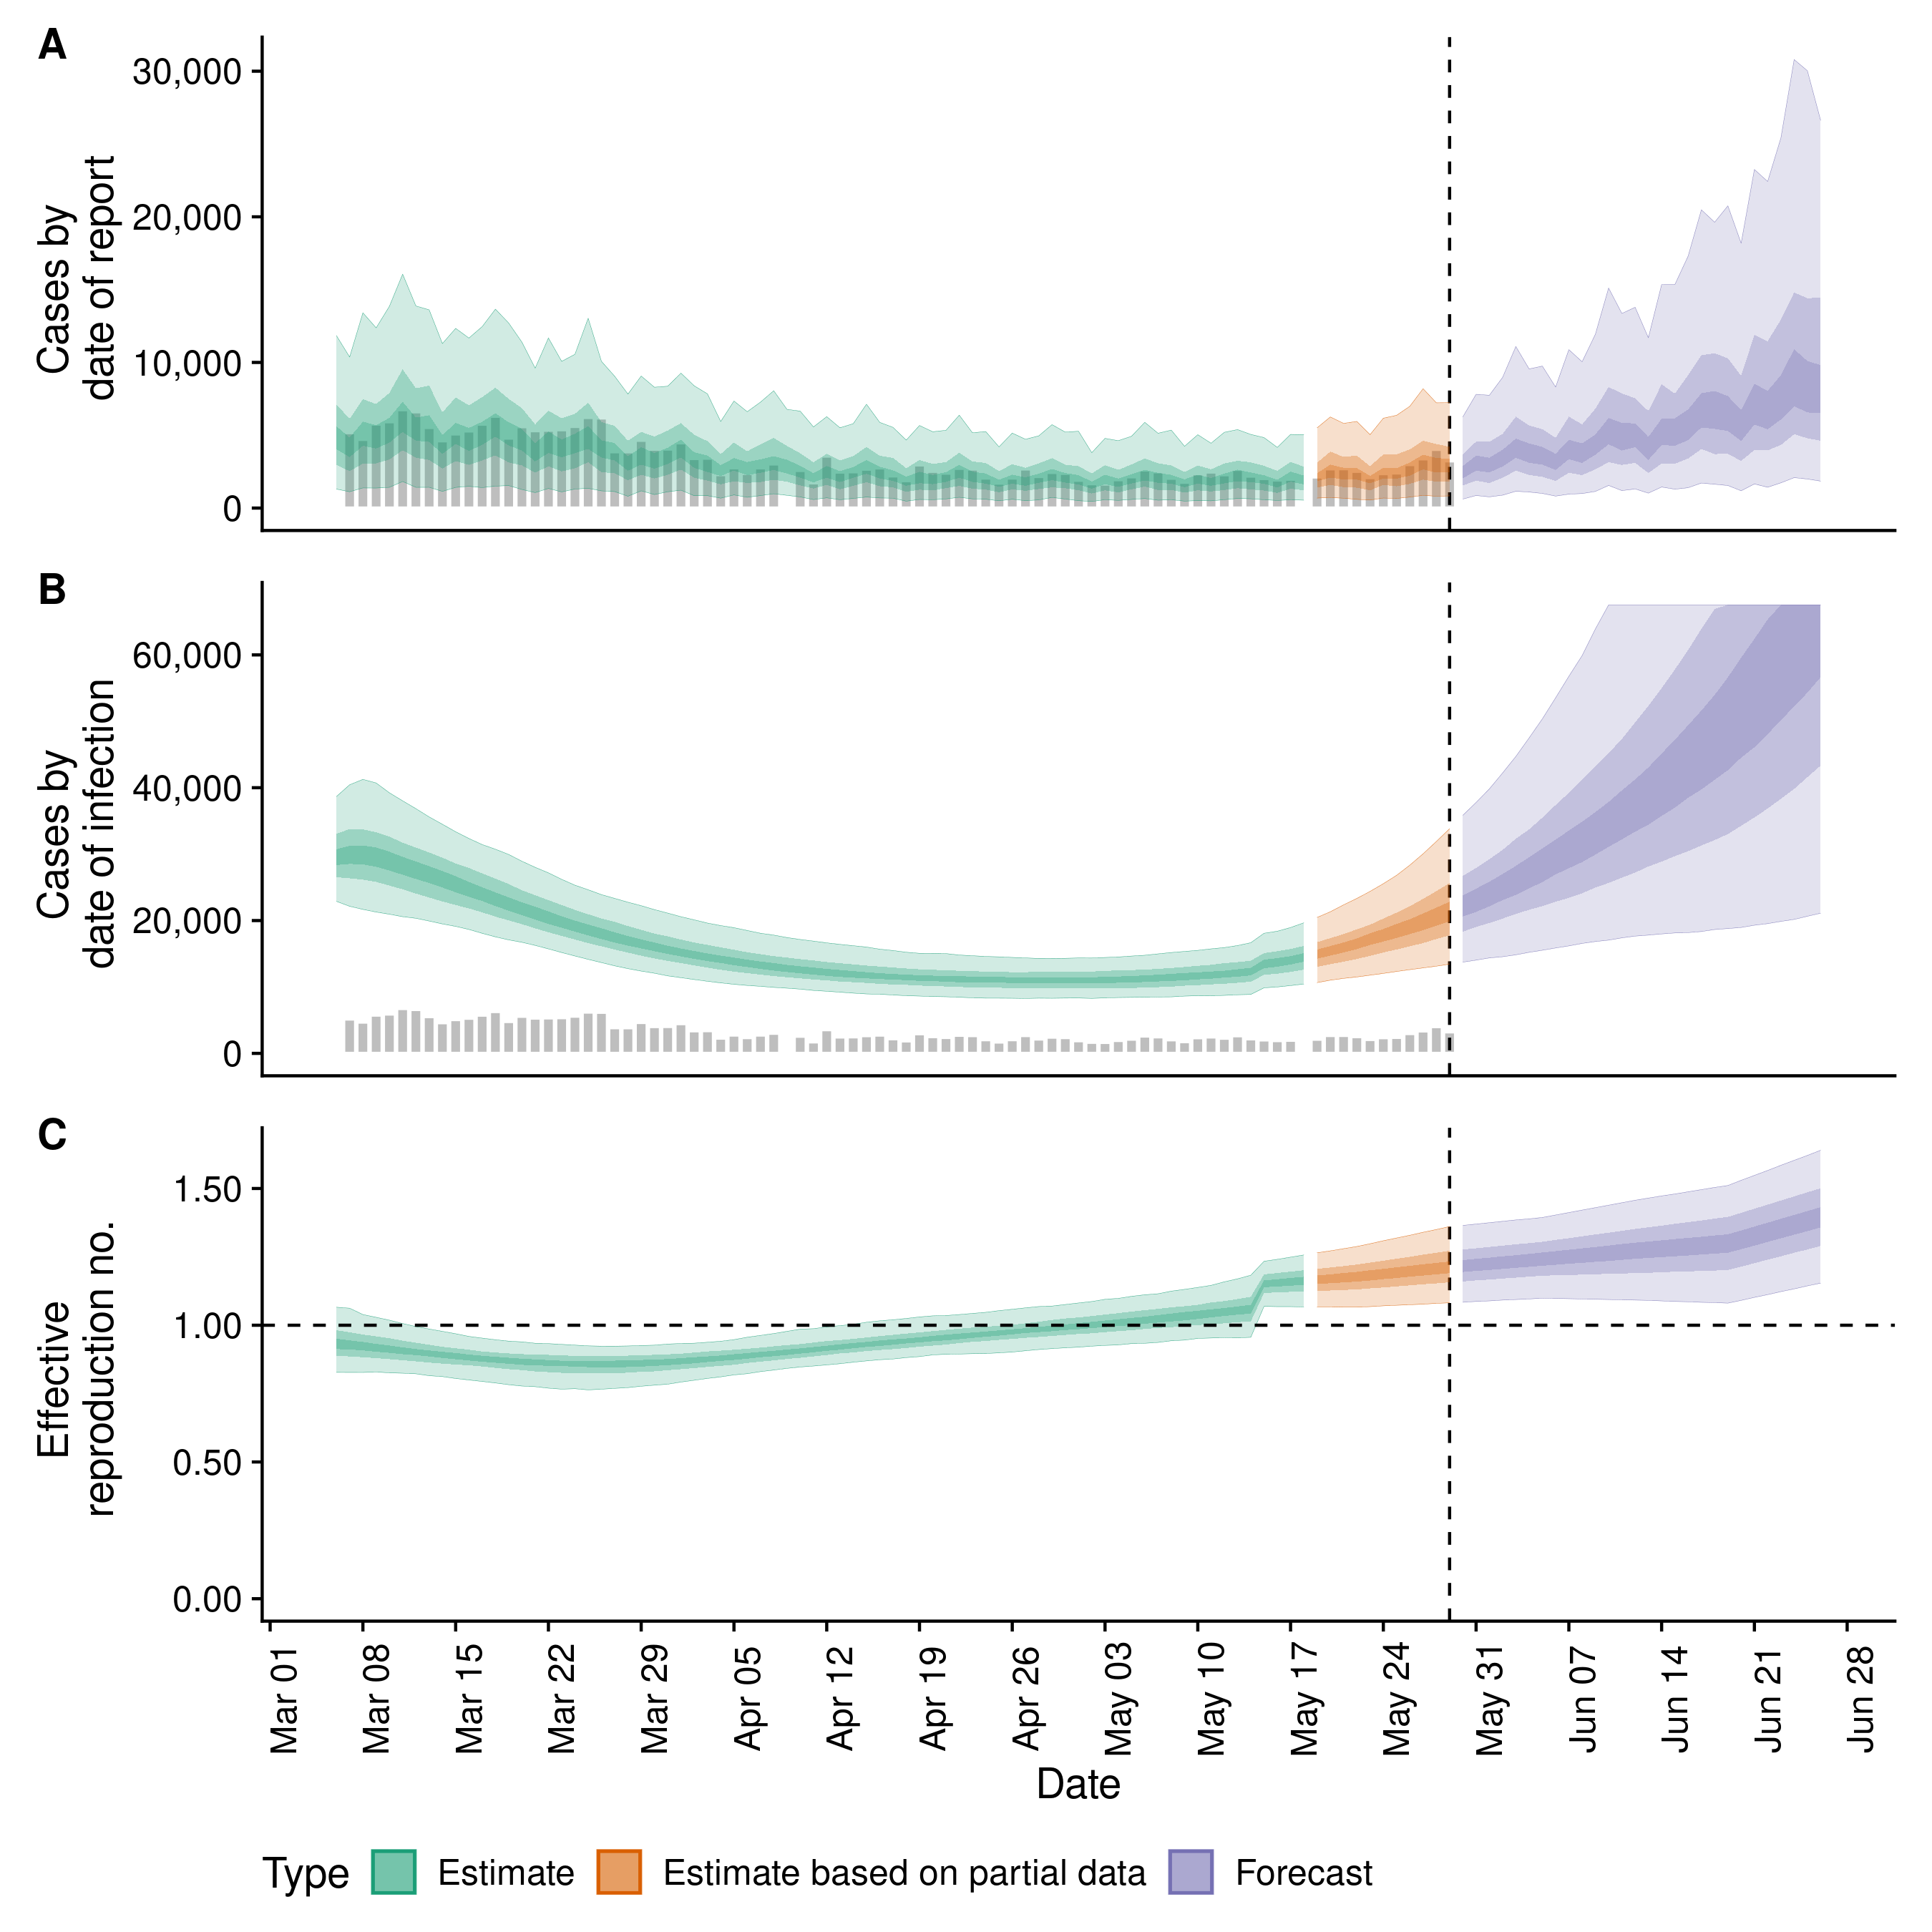 A
30,000
20,000
10,000
0
Cases by
date of report
B
60,000
40,000
20,000
0
Cases by
date of infection
C
1.50
1.00
0.50
0.00
Effective
reproduction no.
Mar 01
Mar 08
Mar 15
Mar 22
Mar 29
Apr 05
Apr 12
Apr 19
Apr 26
May 03
May 10
May 17
May 24
May 31
Jun 07
Jun 14
Jun 21
Jun 28
Date
Type Estimate Estimate based on partial data Forecast